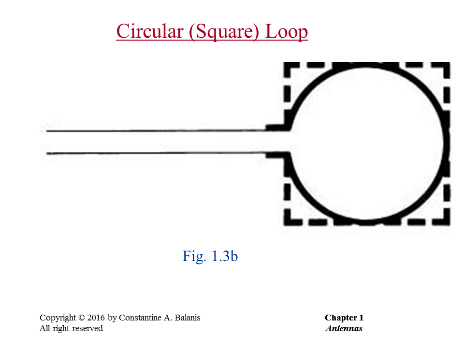 Circular (Square) Loop
Fig. 1.3b
Copyright © 2016 by Constantine A. Balanis
All right reserved
Chapter 1
Antennas